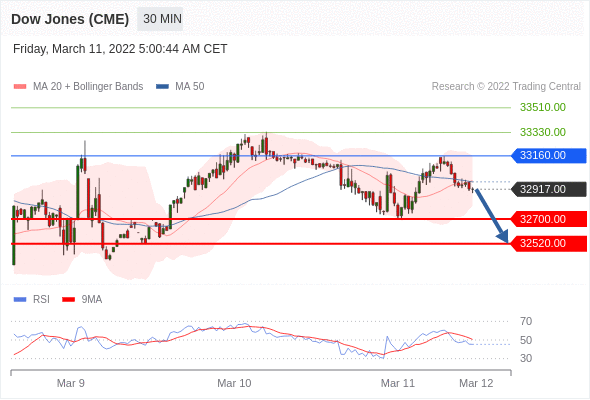 Dow Jones (CME) 30 MIN
Friday, March 11, 2022 5:00:44 AM CET
MA 20 + Bollinger Bands MA 50 Research © 2022 Trading Central
33510.00
33330.00
33160.00
32917.00
32700.00
32520.00
RSI 9MA
70
50
30
Mar 9 Mar 10 Mar 11 Mar 12